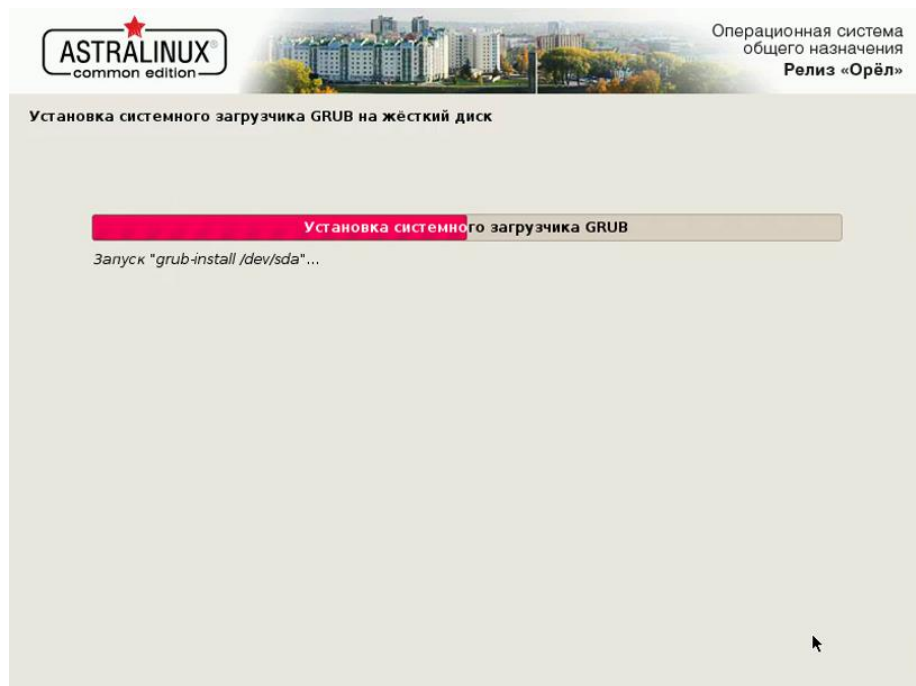 ASTRALINUX®
common edition
Операционная система
общего назначения
Релиз «Орёл»
Установка системного загрузчика GRUB на жёсткий диск
Установка системного загрузчика GRUB
Запуск "grub-install /dev/sda"...